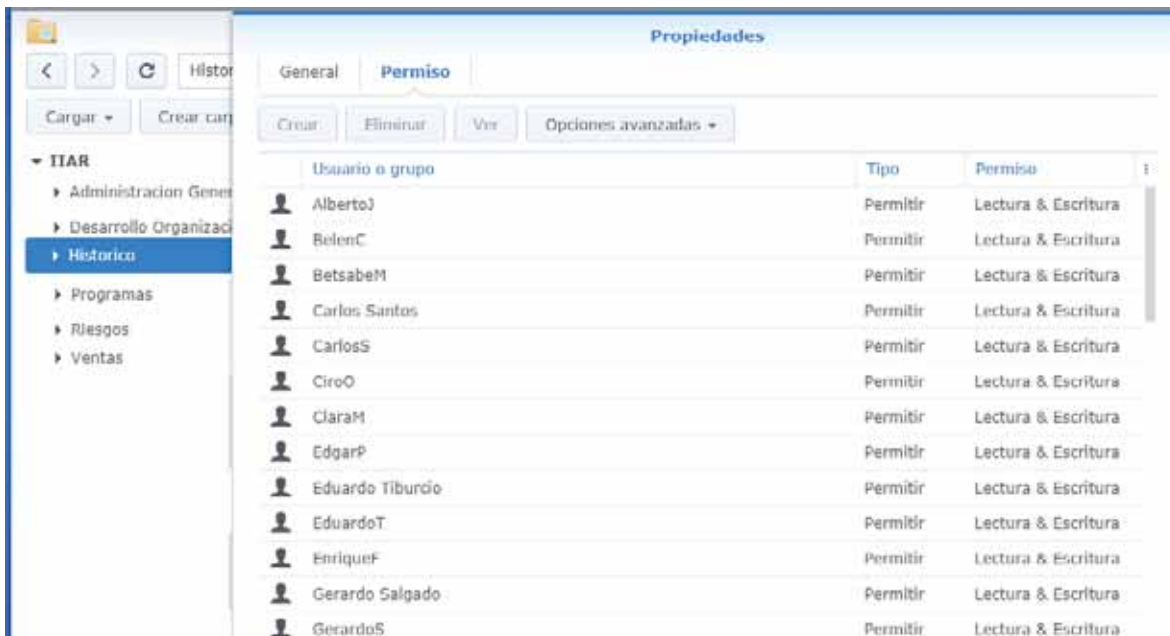 Propiedades
Histor
General Permiso
Cargar Crear carp
Crear Eliminar Ver Opciones avanzadas
IIAR
Administracion Gener
Desarrollo Organizaci
Historico
Programas
Riesgos
Ventas
Usuario o grupo Tipo Permiso
AlbertoJ Permitir Lectura & Escritura
BelenC Permitir Lectura & Escritura
BetsabeM Permitir Lectura & Escritura
Carlos Santos Permitir Lectura & Escritura
CarlosS Permitir Lectura & Escritura
CiroO Permitir Lectura & Escritura
ClaraM Permitir Lectura & Escritura
EdgarP Permitir Lectura & Escritura
Eduardo Tiburcio Permitir Lectura & Escritura
EduardoT Permitir Lectura & Escritura
EnriqueF Permitir Lectura & Escritura
Gerardo Salgado Permitir Lectura & Escritura
GerardoS Permitir Lectura & Escritura